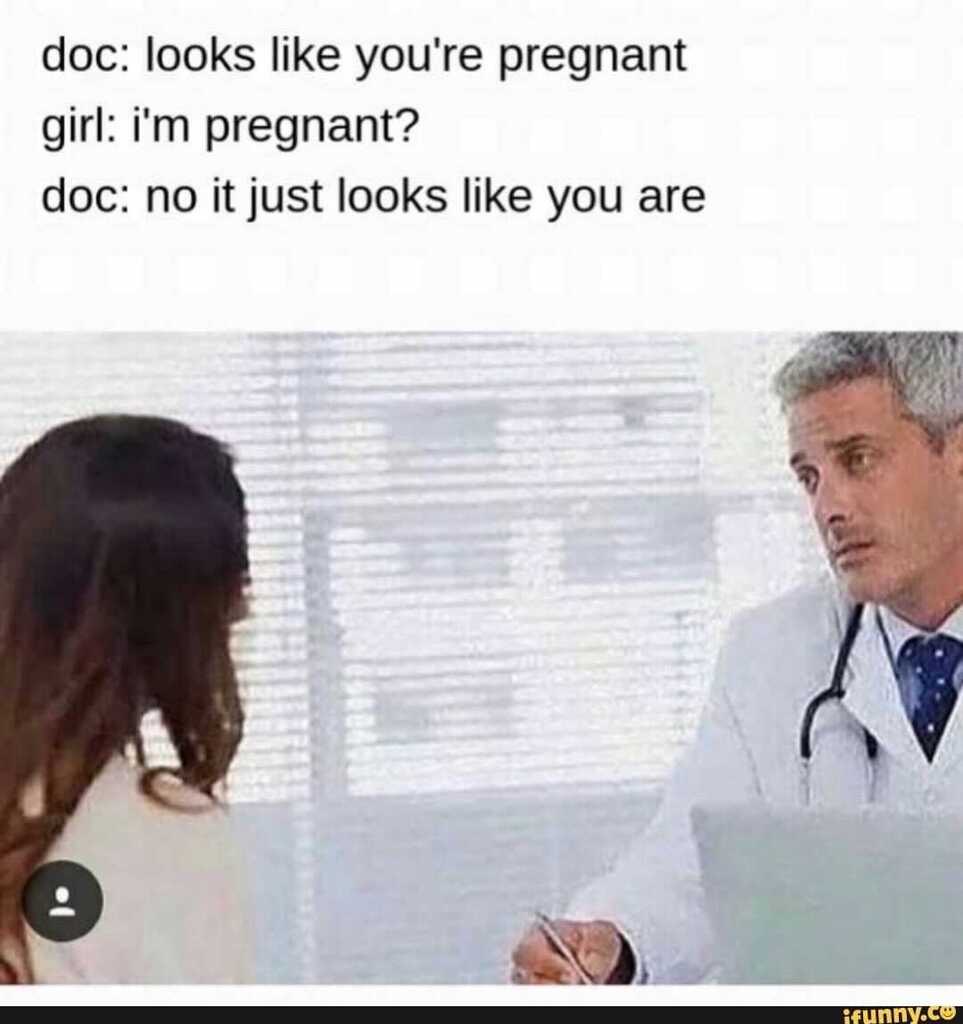 doc: looks like you're pregnant
girl: i'm pregnant?
doc: no it just looks like you are
ifunny.co